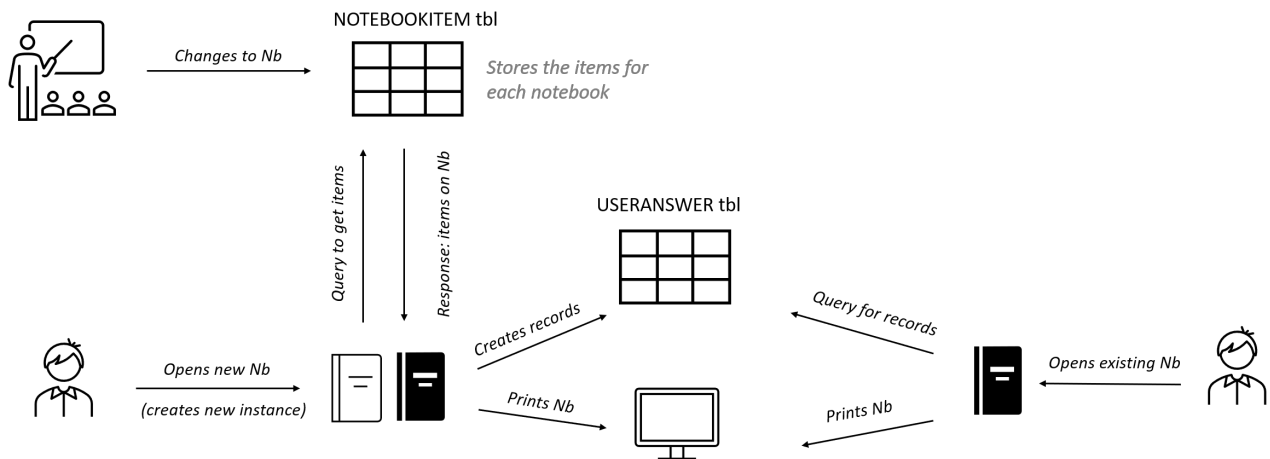 NOTEBOOKITEM tbl
Changes to Nb
Stores the items for
each notebook
Query to get items
Response: items on Nb
USERANSWER tbl
Creates records
Query for records
Opens new Nb
(creates new instance)
Opens existing Nb
Prints Nb
Prints Nb